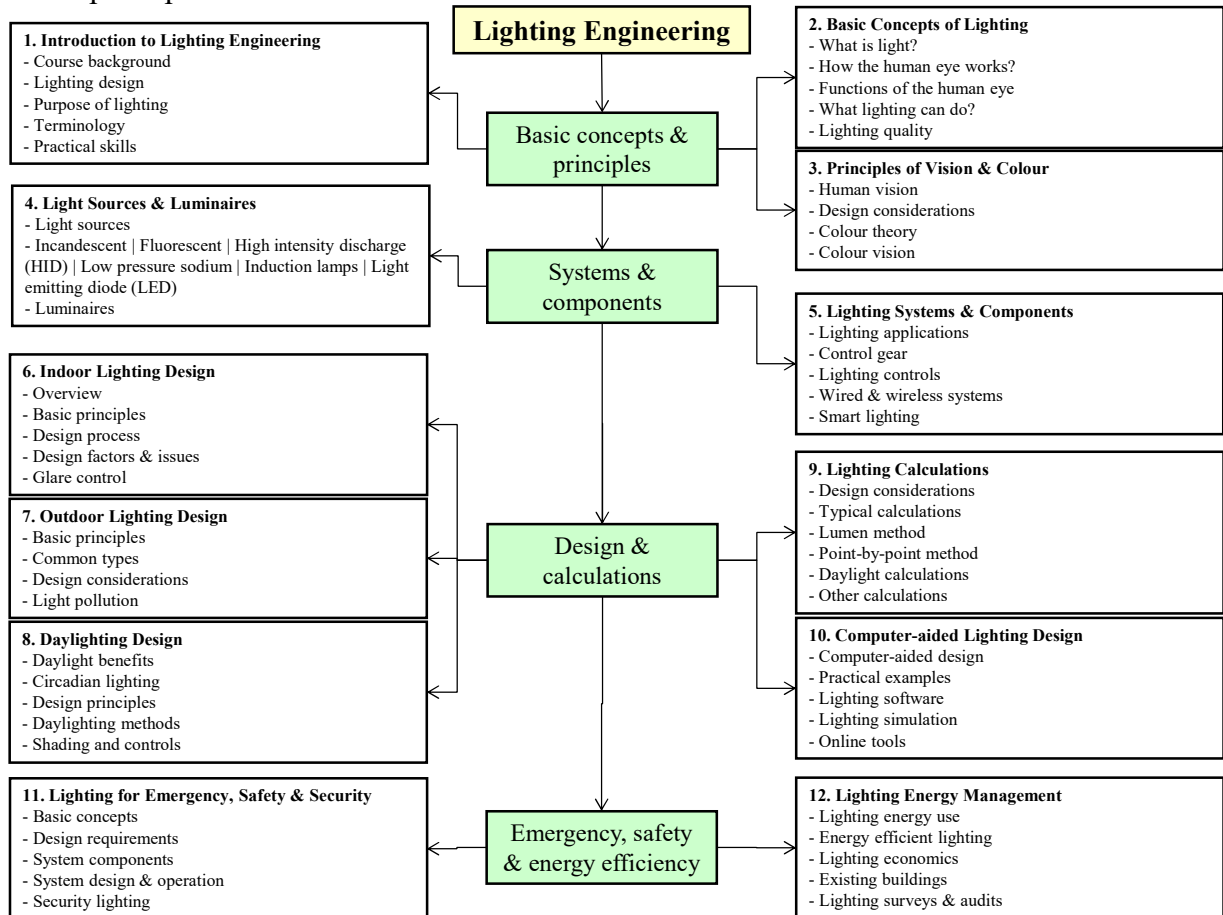 Lighting Engineering
1. Introduction to Lighting Engineering
- Course background
- Lighting design
- Purpose of lighting
- Terminology
- Practical skills
Basic concepts &
principles
2. Basic Concepts of Lighting
- What is light?
- How the human eye works?
- Functions of the human eye
- What lighting can do?
- Lighting quality
3. Principles of Vision & Colour
- Human vision
- Design considerations
- Colour theory
- Colour vision
4. Light Sources & Luminaires
- Light sources
- Incandescent | Fluorescent | High intensity discharge
(HID) | Low pressure sodium | Induction lamps | Light
emitting diode (LED)
- Luminaires
Systems &
components
5. Lighting Systems & Components
- Lighting applications
- Control gear
- Lighting controls
- Wired & wireless systems
- Smart lighting
6. Indoor Lighting Design
- Overview
- Basic principles
- Design process
- Design factors & issues
- Glare control
7. Outdoor Lighting Design
- Basic principles
- Common types
- Design considerations
- Light pollution
8. Daylighting Design
- Daylight benefits
- Circadian lighting
- Design principles
- Daylighting methods
- Shading and controls
Design &
calculations
9. Lighting Calculations
- Design considerations
- Typical calculations
- Lumen method
- Point-by-point method
- Daylight calculations
- Other calculations
10. Computer-aided Lighting Design
- Computer-aided design
- Practical examples
- Lighting software
- Lighting simulation
- Online tools
11. Lighting for Emergency, Safety & Security
- Basic concepts
- Design requirements
- System components
- System design & operation
- Security lighting
Emergency, safety
& energy efficiency
12. Lighting Energy Management
- Lighting energy use
- Energy efficient lighting
- Lighting economics
- Existing buildings
- Lighting surveys & audits